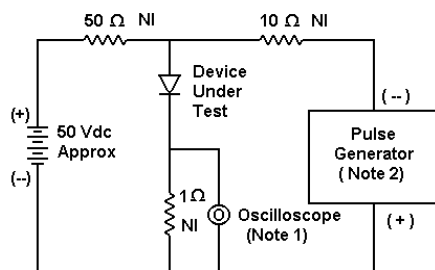 50 Ω NI
10 Ω NI
Device
Under
Test
(+)
50 Vdc
Approx
(--)
(--)
Pulse
Generator
( Note 2)
(+)
1Ω
NI
Oscilloscope
(Note 1)